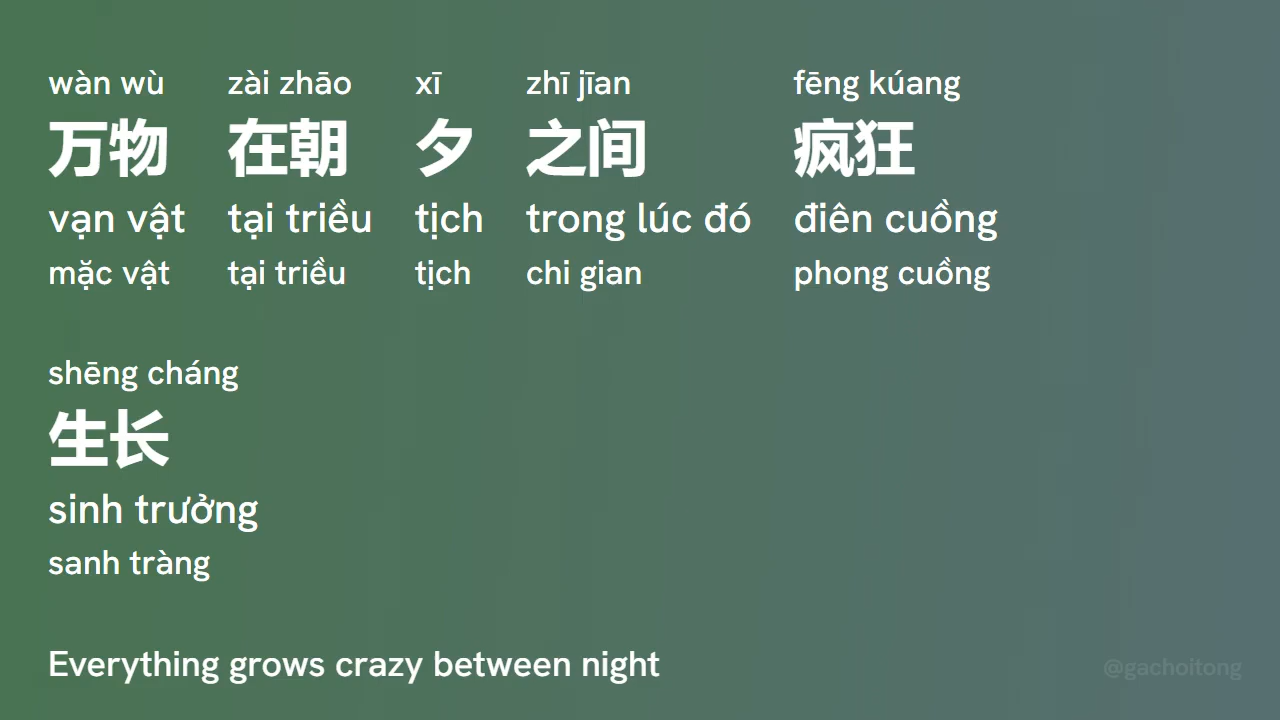 wàn wù zài zhāo xī zhī jīan fēng kúang
万物 在朝 夕 之间 疯狂
vạn vật tại triều tịch trong lúc đó điên cuồng
mặc vật tại triều tịch chi gian phong cuồng
shēng cháng
生长
sinh trưởng
sanh tràng
Everything grows crazy between night
@gachoitong